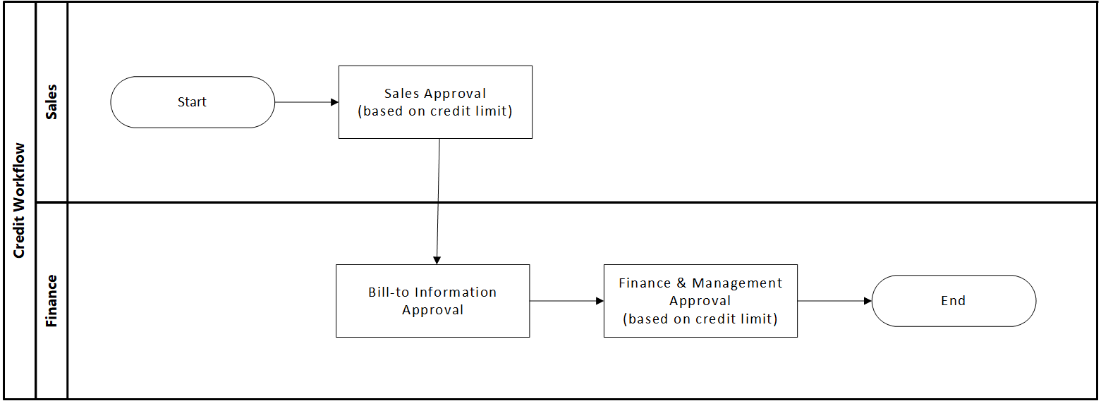 Credit Workflow
Sales
Start
Sales Approval
(based on credit limit)
Finance
Bill-to Information
Approval
Finance & Management
Approval
(based on credit limit)
End